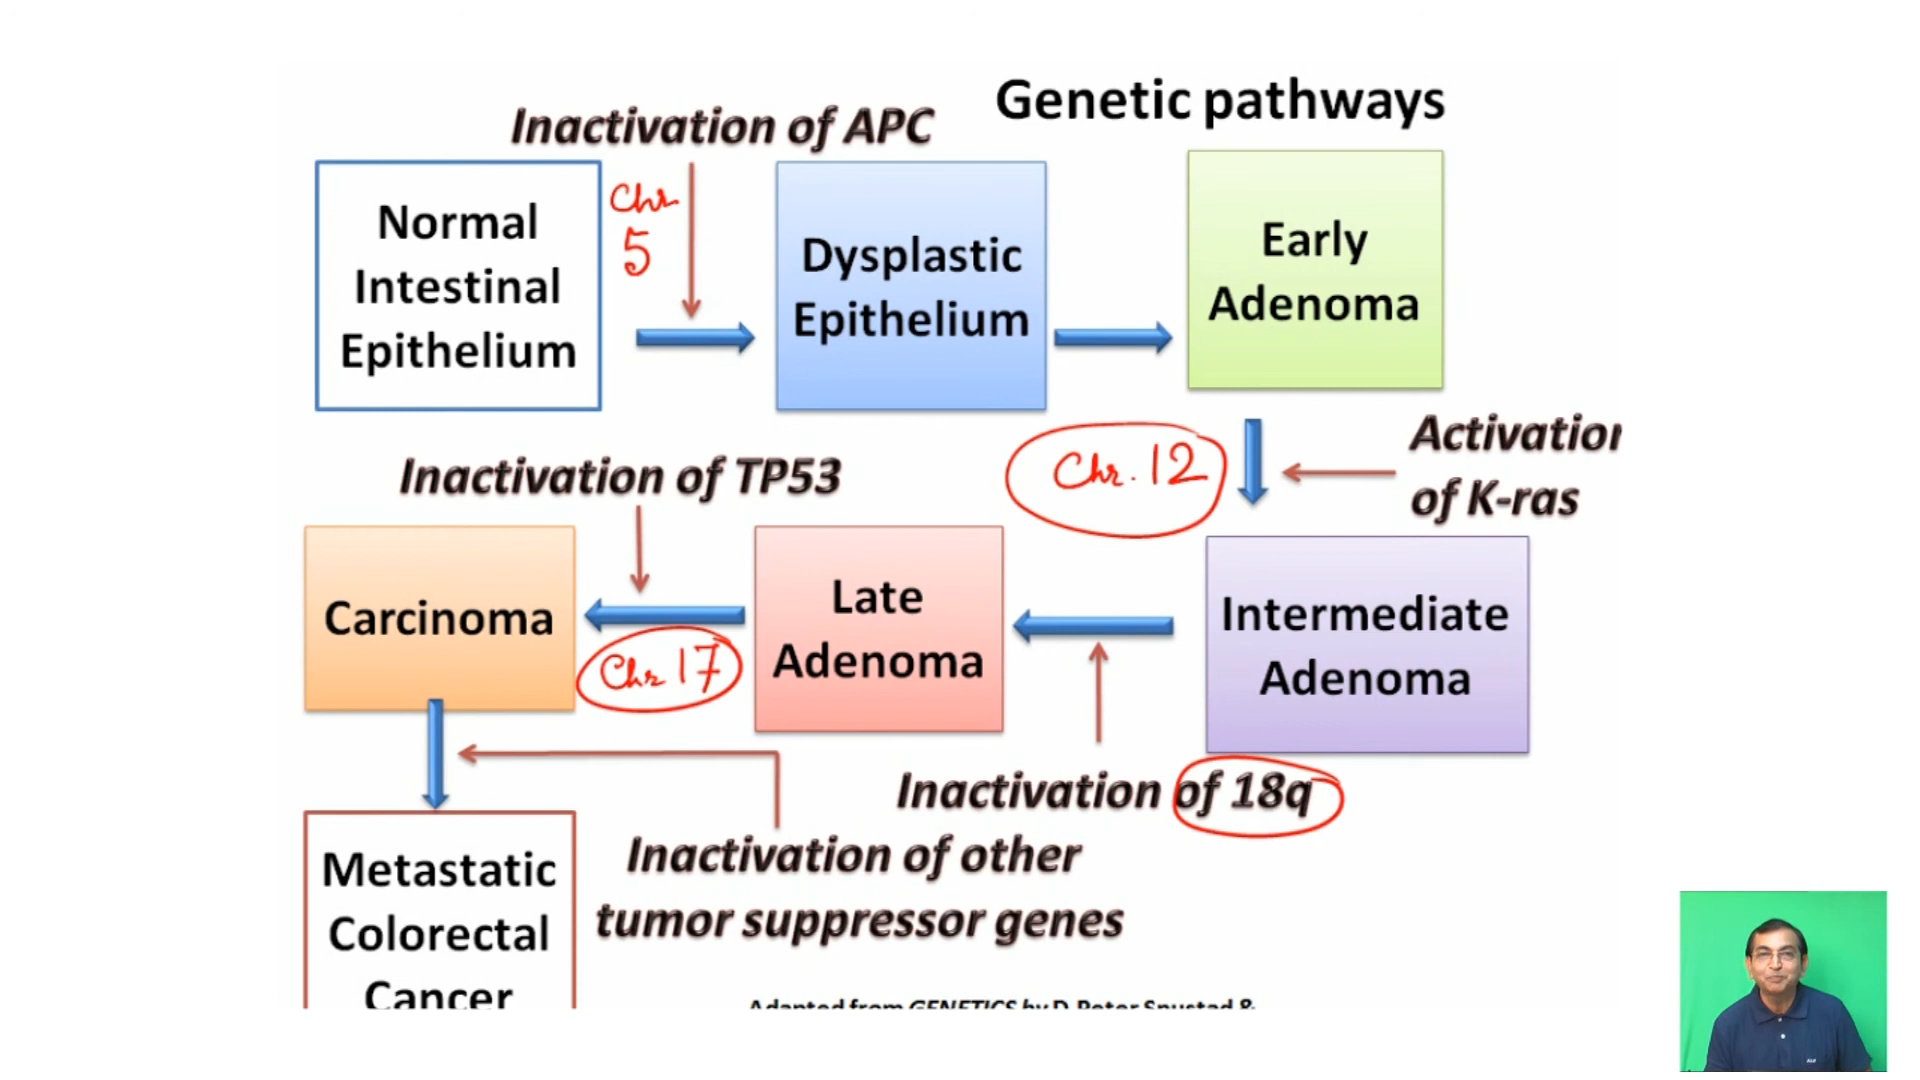 Genetic pathways
Inactivation of APC
Normal
Intestinal
Epithelium
Chr
5
Dysplastic
Epithelium
Early
Adenoma
Chr. 12
Activation
of K-ras
Inactivation of TP53
Carcinoma
Chr 17
Late
Adenoma
Intermediate
Adenoma
Inactivation of 18q
Inactivation of other
tumor suppressor genes
Metastatic
Colorectal
Cancer
Adapted from GENETICS by D Peter Snustad &